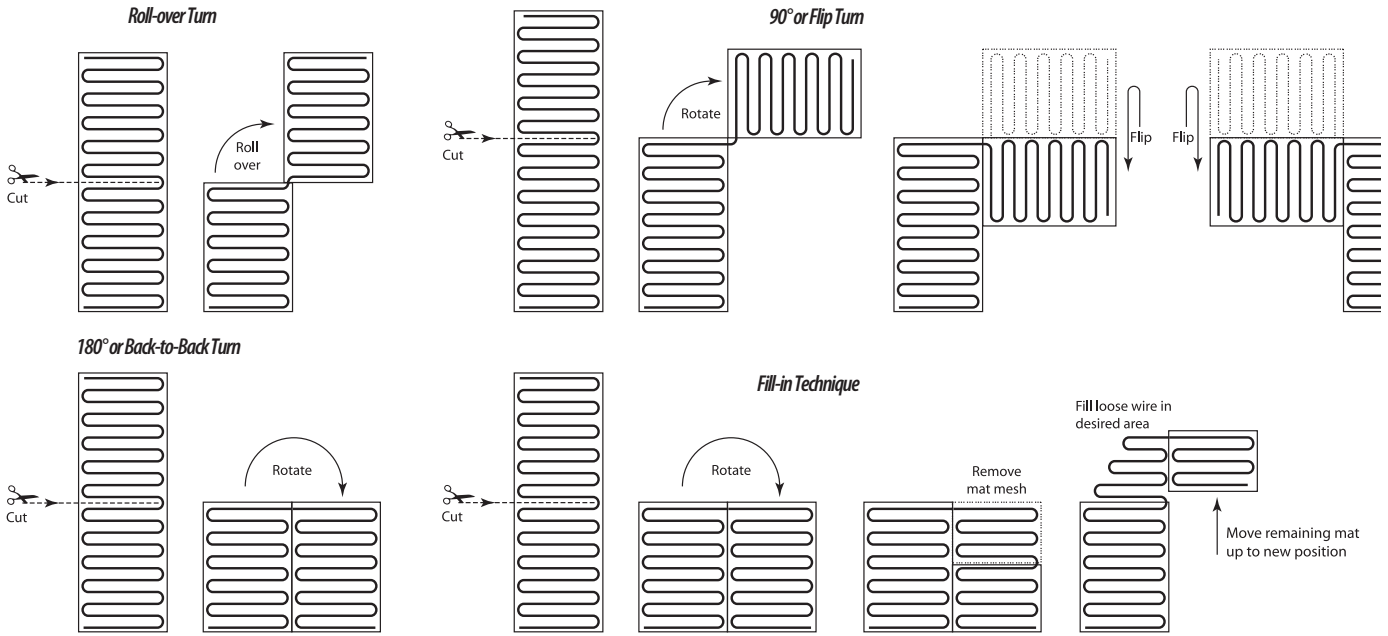 Roll-over Turn
Cut
Roll
over
90° or Flip Turn
Cut
Rotate
Flip
Flip
180° or Back-to-Back Turn
Cut
Rotate
Fill-in Technique
Cut
Rotate
Remove
mat mesh
Fill loose wire in
desired area
Move remaining mat
up to new position